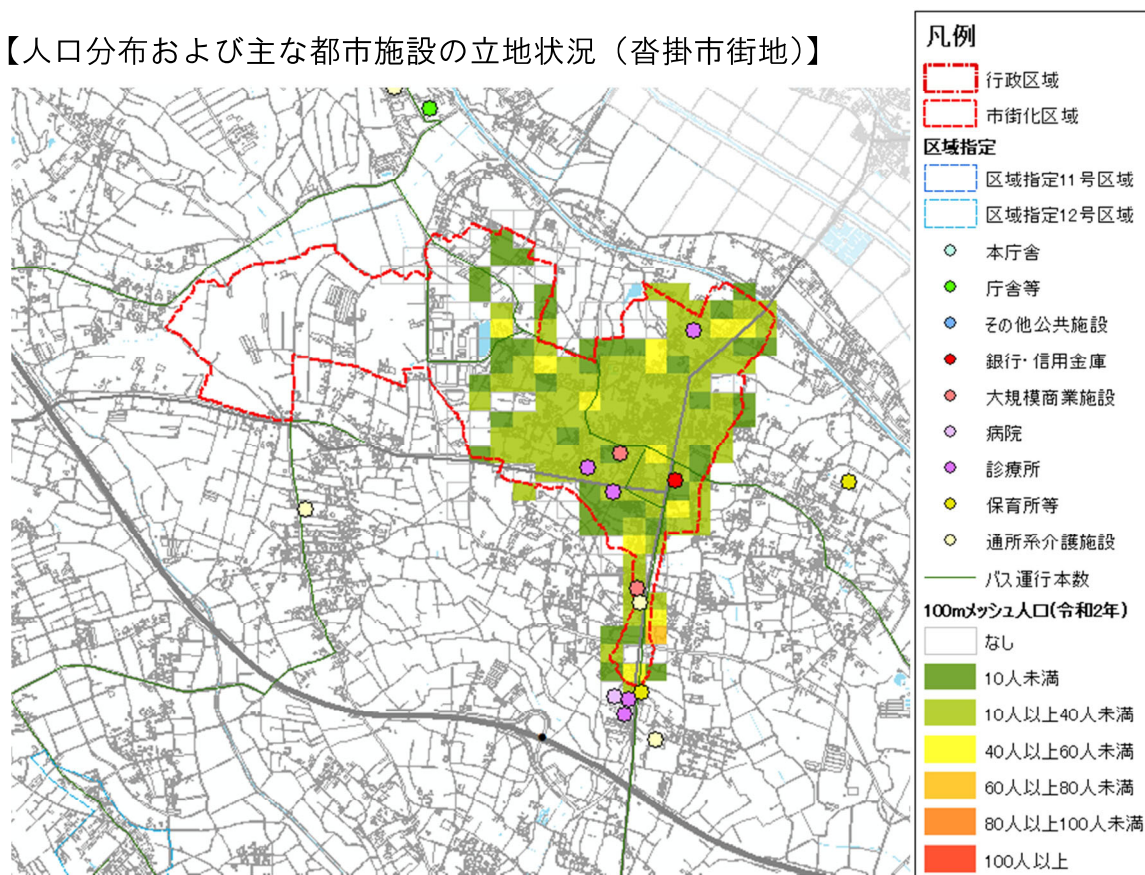 【人口分布および主な都市施設の立地状況（沓掛市街地）】
凡例
行政区域
市街化区域
区域指定
区域指定11号区域
区域指定12号区域
本庁舎
庁舎等
その他公共施設
銀行・信用金庫
大規模商業施設
病院
診療所
保育所等
通所系介護施設
バス運行本数
100mメッシュ人口(令和2年)
なし
10人未満
10人以上40人未満
40人以上60人未満
60人以上80人未満
80人以上100人未満
100人以上